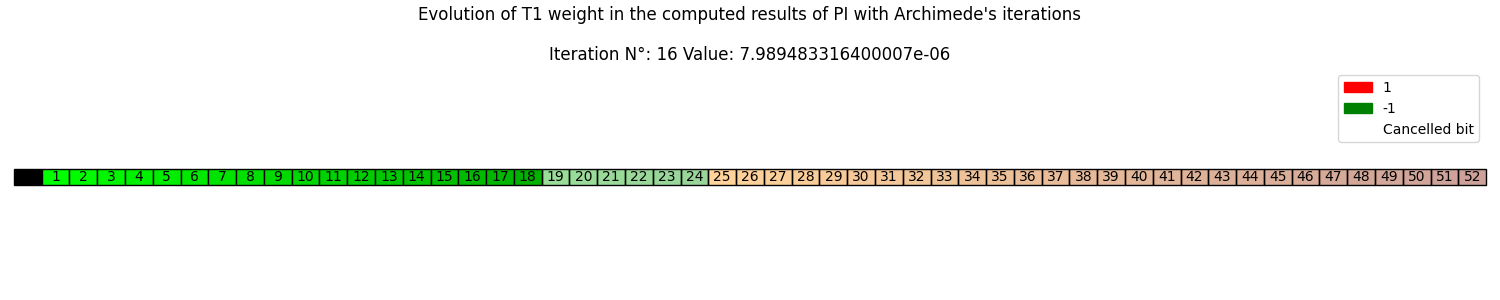 Evolution of T1 weight in the computed results of PI with Archimede's iterations
Iteration N°: 16 Value: 7.989483316400007e-06
1
-1
Cancelled bit
1 2 3 4 5 6 7 8 9 10 11 12 13 14 15 16 17 18 19 20 21 22 23 24 25 26 27 28 29 30 31 32 33 34 35 36 37 38 39 40 41 42 43 44 45 46 47 48 49 50 51 52